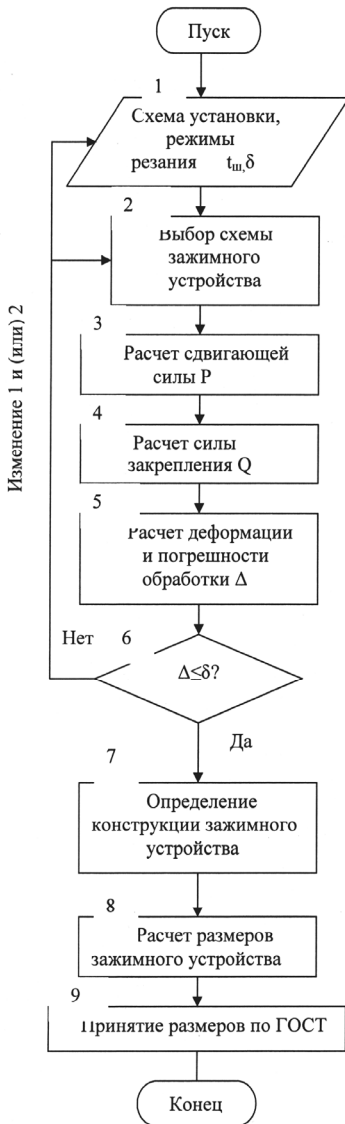 Пуск
1
Схема установки,
режимы
резания t_ш,δ
2
Выбор схемы
зажимного
устройства
3
Расчет сдвигающей
силы P
4
Расчет силы
закрепления Q
5
Расчет деформации
и погрешности
обработки Δ
Изменение 1 и (или) 2
Нет 6
Δ≤δ?
Да
7
Определение
конструкции зажимного
устройства
8
Расчет размеров
зажимного устройства
9
Принятие размеров по ГОСТ
Конец